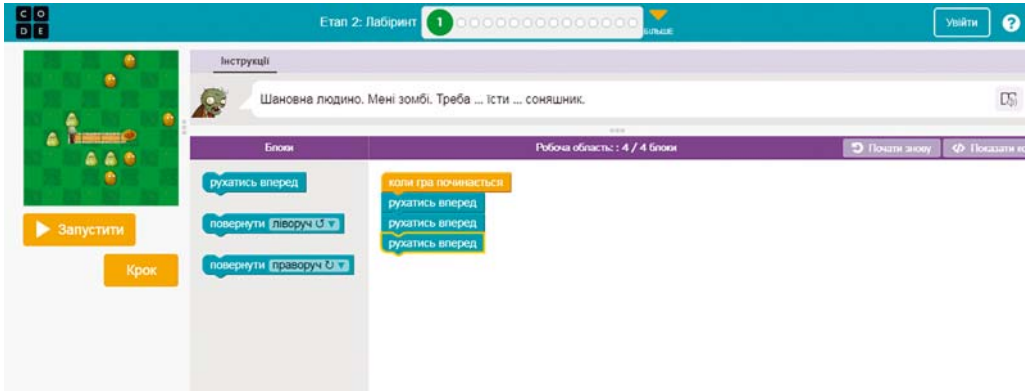 C O
D E
Етап 2: Лабіринт
1
БІЛЬШЕ
Увійти
?
Інструкції
Шановна людино. Мені зомбі. Треба ... їсти ... соняшник.
Блоки
Робоча область: : 4 / 4 блоки
Почати знову
</> Показати ко
рухатись вперед
повернути ліворуч ↺ ▼
повернути праворуч ↻ ▼
коли гра починається
рухатись вперед
рухатись вперед
рухатись вперед
Запустити
Крок